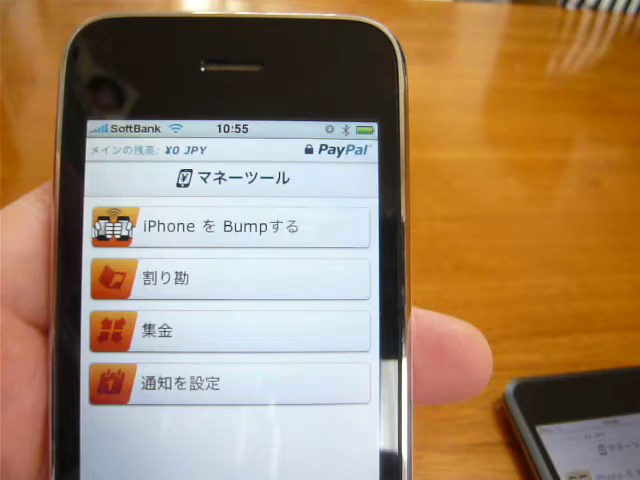 SoftBank 10:55
メインの残高: ¥0 JPY PayPal
マネーツール
iPhone を Bumpする
割り勘
集金
通知を設定